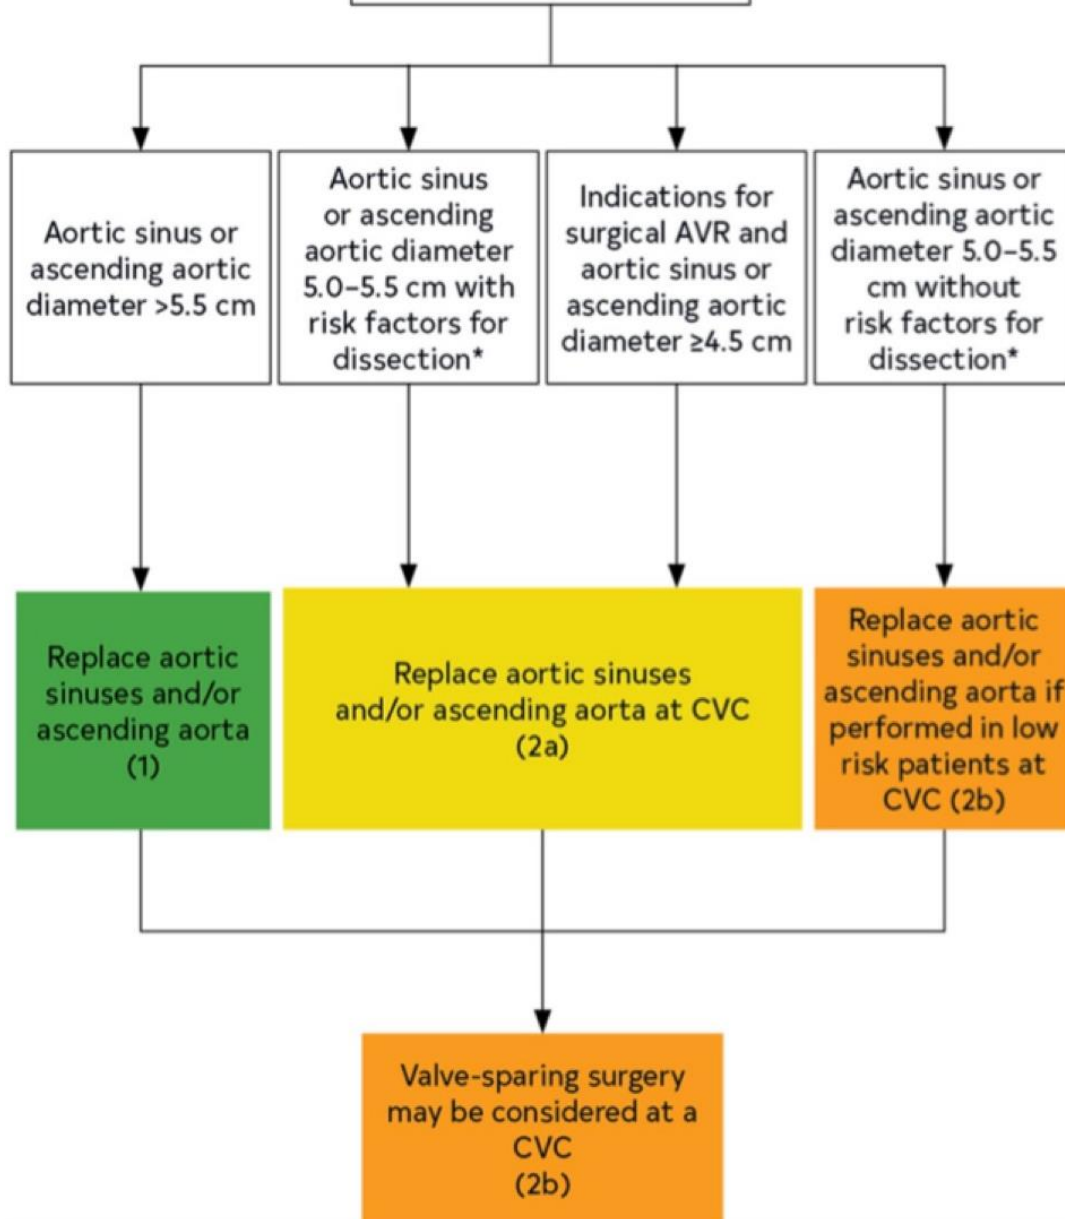 Aortic sinus or
ascending aortic
diameter >5.5 cm
Aortic sinus
or ascending
aortic diameter
5.0–5.5 cm with
risk factors for
dissection*
Indications for
surgical AVR and
aortic sinus or
ascending aortic
diameter ≥4.5 cm
Aortic sinus or
ascending aortic
diameter 5.0–5.5
cm without
risk factors for
dissection*
Replace aortic
sinuses and/or
ascending aorta
(1)
Replace aortic sinuses
and/or ascending aorta at CVC
(2a)
Replace aortic
sinuses and/or
ascending aorta if
performed in low
risk patients at
CVC (2b)
Valve-sparing surgery
may be considered at a
CVC
(2b)